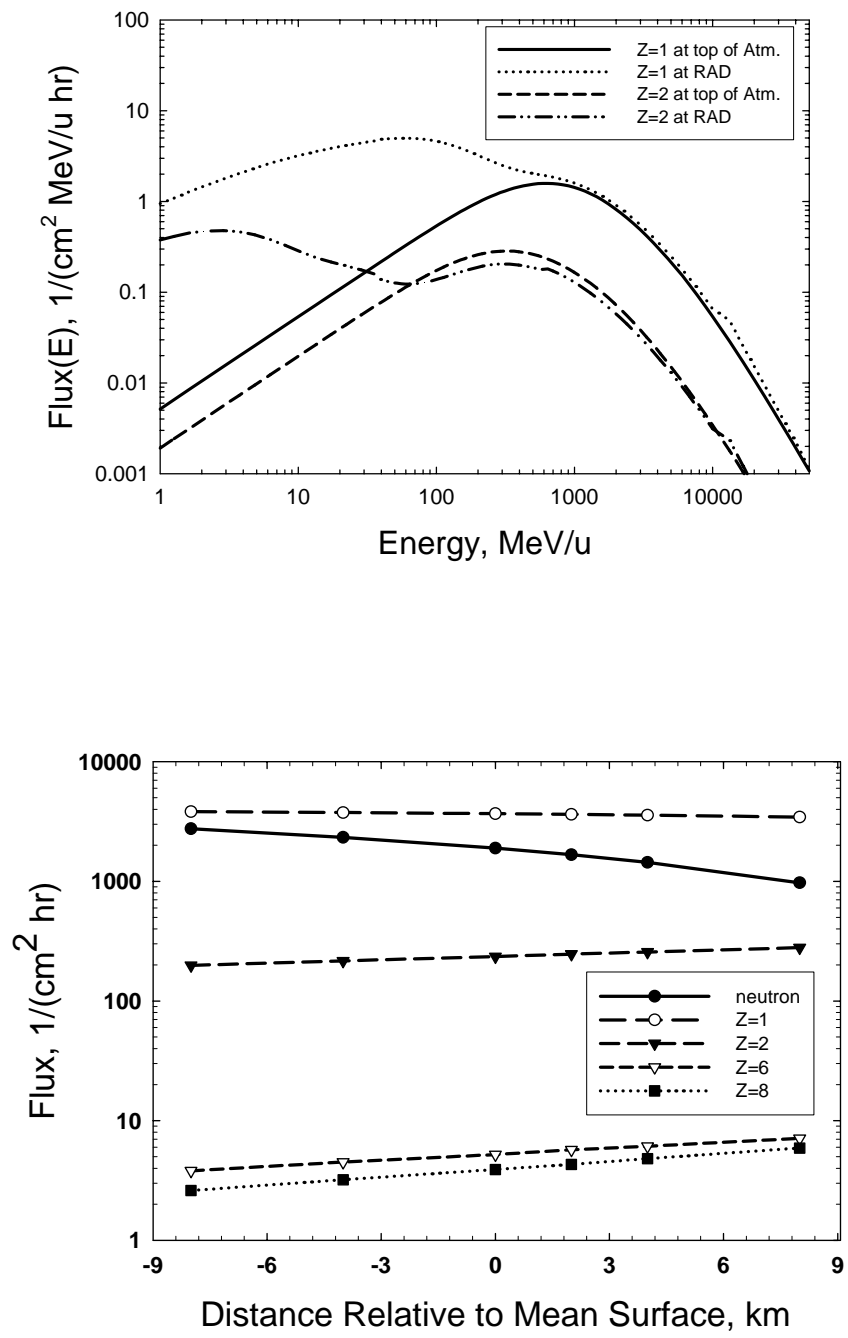 Flux(E), 1/(cm² MeV/u hr)
100
10
1
0.1
0.01
0.001
Z=1 at top of Atm.
Z=1 at RAD
Z=2 at top of Atm.
Z=2 at RAD
1 10 100 1000 10000
Energy, MeV/u
Flux, 1/(cm² hr)
10000
1000
100
10
1
neutron
Z=1
Z=2
Z=6
Z=8
-9 -6 -3 0 3 6 9
Distance Relative to Mean Surface, km